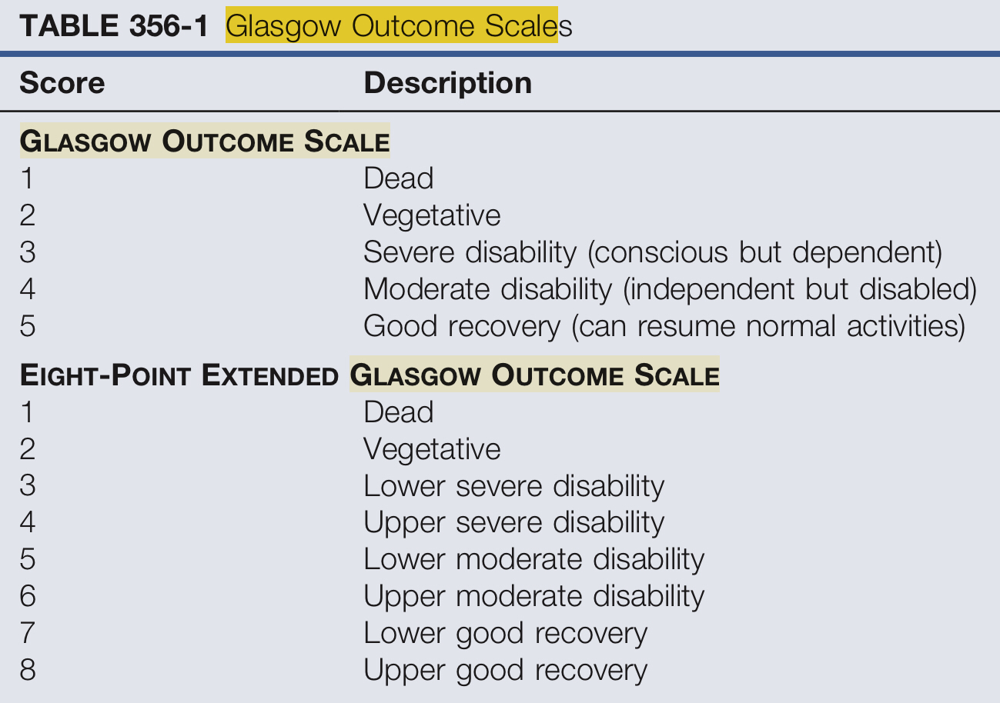 TABLE 356-1 Glasgow Outcome Scales
Score Description
GLASGOW OUTCOME SCALE
1 Dead
2 Vegetative
3 Severe disability (conscious but dependent)
4 Moderate disability (independent but disabled)
5 Good recovery (can resume normal activities)
EIGHT-POINT EXTENDED GLASGOW OUTCOME SCALE
1 Dead
2 Vegetative
3 Lower severe disability
4 Upper severe disability
5 Lower moderate disability
6 Upper moderate disability
7 Lower good recovery
8 Upper good recovery